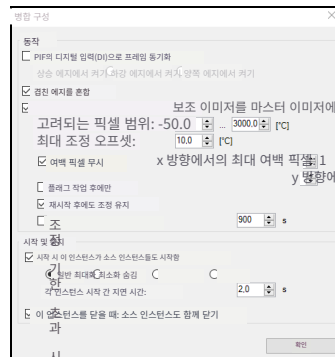 병합 구성
동작
PIF의 디지털 입력(DI)으로 프레임 동기화
상승 에지에서 켜기 하강 에지에서 켜기 양쪽 에지에서 켜기
겹친 에지를 혼합
보조 이미지를 마스터 이미지에
고려되는 픽셀 범위: -50.0 ... 3000,0 [°C]
최대 조정 오프셋: 10,0 [°C]
여백 픽셀 무시 x 방향에서의 최대 여백 픽셀: 1
y 방향에
플래그 작업 후에만
재시작 후에도 조정 유지
조정 기한 초과 시 900 s
시작 및
시작 시 이 인스턴스가 소스 인스턴스들도 시작함
일반 최대화 최소화 숨김
각 인스턴스 시작 간 지연 시간: 2,0 s
이 인스턴스를 닫을 때: 소스 인스턴스도 함께 닫기
확인